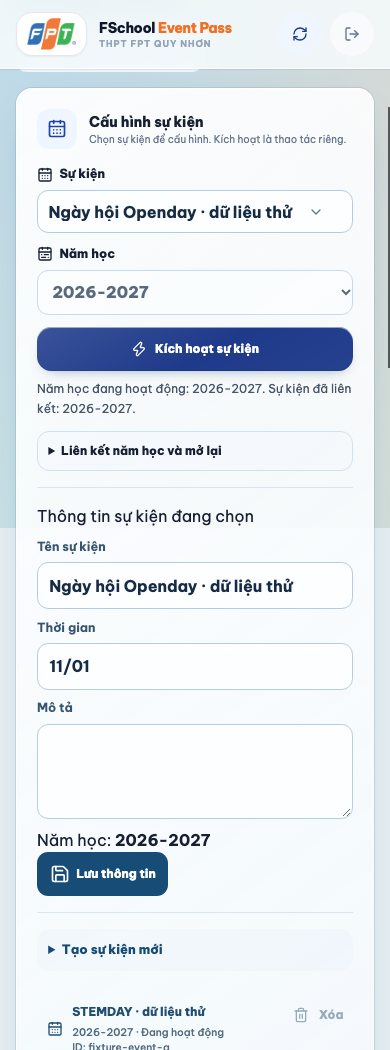 FPT
FSchool Event Pass
THPT FPT QUY NHƠN
Cấu hình sự kiện
Chọn sự kiện để cấu hình. Kích hoạt là thao tác riêng.
Sự kiện
Ngày hội Openday · dữ liệu thử
Năm học
2026-2027
Kích hoạt sự kiện
Năm học đang hoạt động: 2026-2027. Sự kiện đã liên
kết: 2026-2027.
Liên kết năm học và mở lại
Thông tin sự kiện đang chọn
Tên sự kiện
Ngày hội Openday · dữ liệu thử
Thời gian
11/01
Mô tả
Năm học: 2026-2027
Lưu thông tin
Tạo sự kiện mới
STEMDAY · dữ liệu thử
Xóa
2026-2027 · Đang hoạt động
ID: fixture-event-a